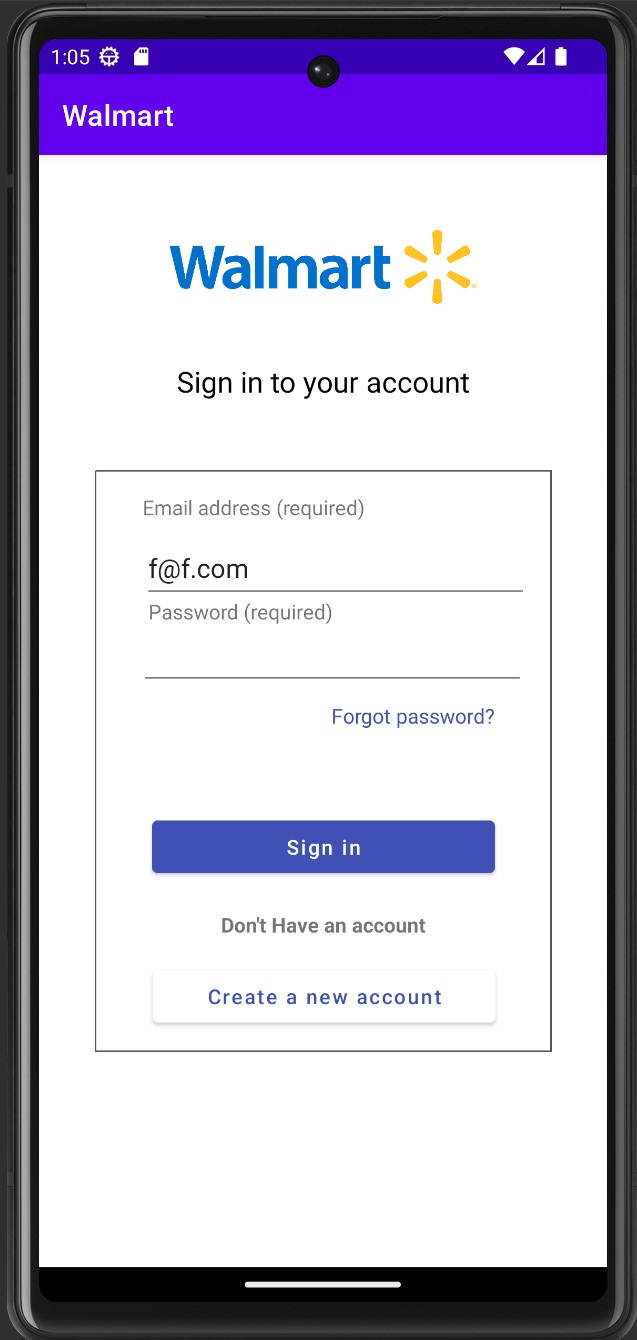 1:05
Walmart
Walmart
Sign in to your account
Email address (required)
f@f.com
Password (required)
Forgot password?
Sign in
Don't Have an account
Create a new account